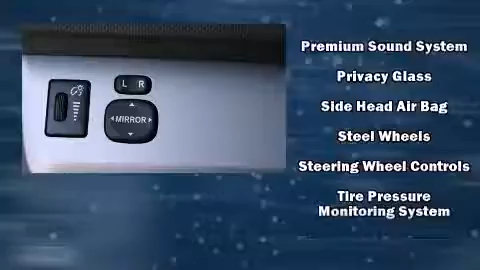 L R
MIRROR
Premium Sound System
Privacy Glass
Side Head Air Bag
Steel Wheels
Steering Wheel Controls
Tire Pressure
Monitoring System